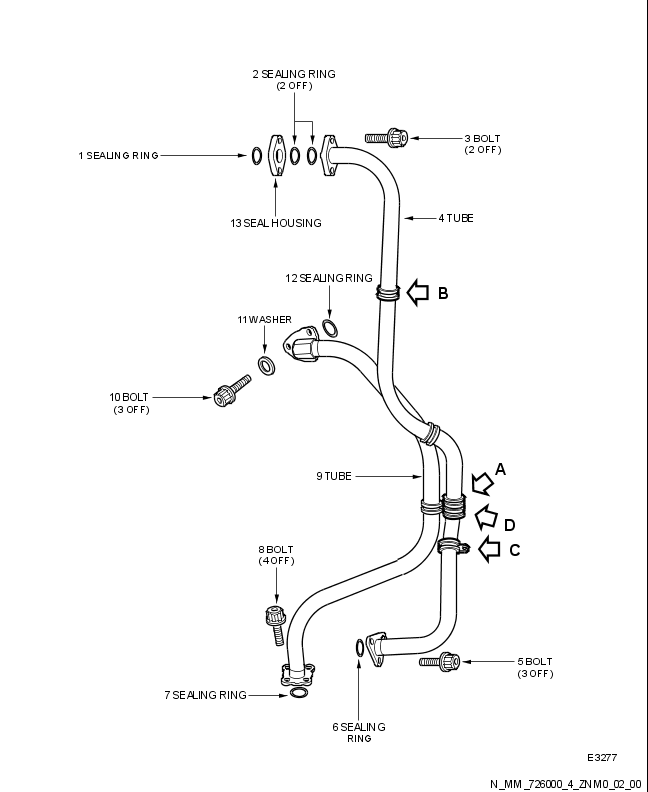 2 SEALING RING
(2 OFF)
1 SEALING RING
3 BOLT
(2 OFF)
13 SEAL HOUSING
4 TUBE
12 SEALING RING
B
11 WASHER
10 BOLT
(3 OFF)
9 TUBE
A
D
C
8 BOLT
(4 OFF)
5 BOLT
(3 OFF)
7 SEALING RING
6 SEALING
RING
E3277
N_MM_726000_4_ZNM0_02_00